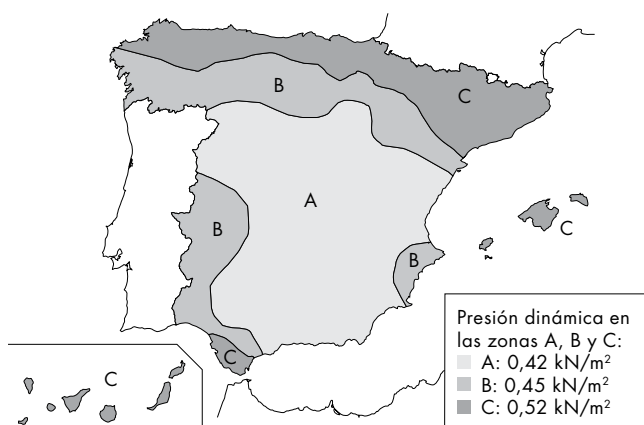 B
C
A
B
C
B
C
C
Presión dinámica en
las zonas A, B y C:
A: 0,42 kN/m²
B: 0,45 kN/m²
C: 0,52 kN/m²